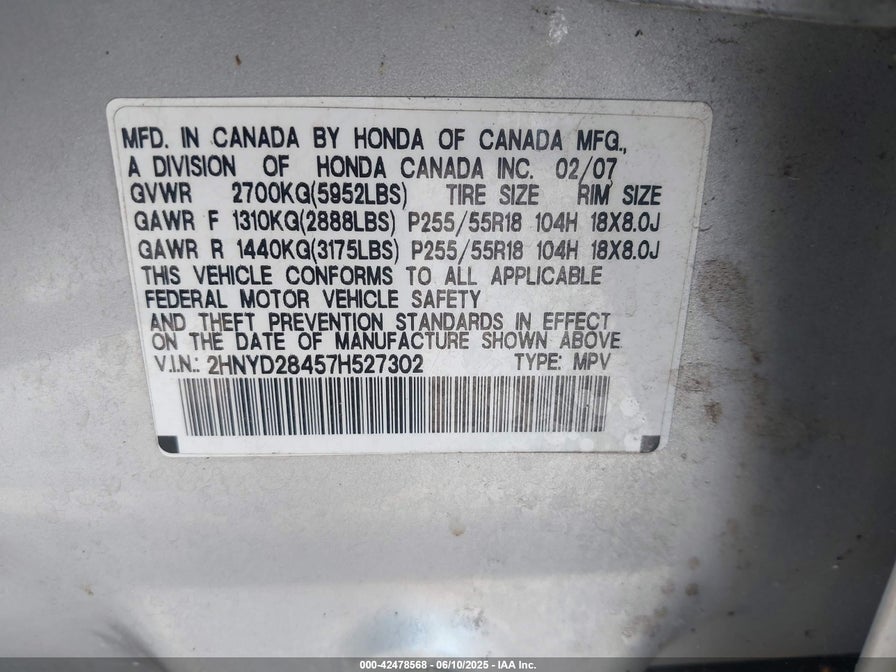 MFD. IN CANADA BY HONDA OF CANADA MFG.,
A DIVISION OF HONDA CANADA INC. 02/07
GVWR 2700KG(5952LBS) TIRE SIZE RIM SIZE
GAWR F 1310KG(2888LBS) P255/55R18 104H 18X8.0J
GAWR R 1440KG(3175LBS) P255/55R18 104H 18X8.0J
THIS VEHICLE CONFORMS TO ALL APPLICABLE
FEDERAL MOTOR VEHICLE SAFETY
AND THEFT PREVENTION STANDARDS IN EFFECT
ON THE DATE OF MANUFACTURE SHOWN ABOVE
V.I.N.: 2HNYD28457H527302 TYPE: MPV
000-42478568 - 06/10/2025 - IAA Inc.